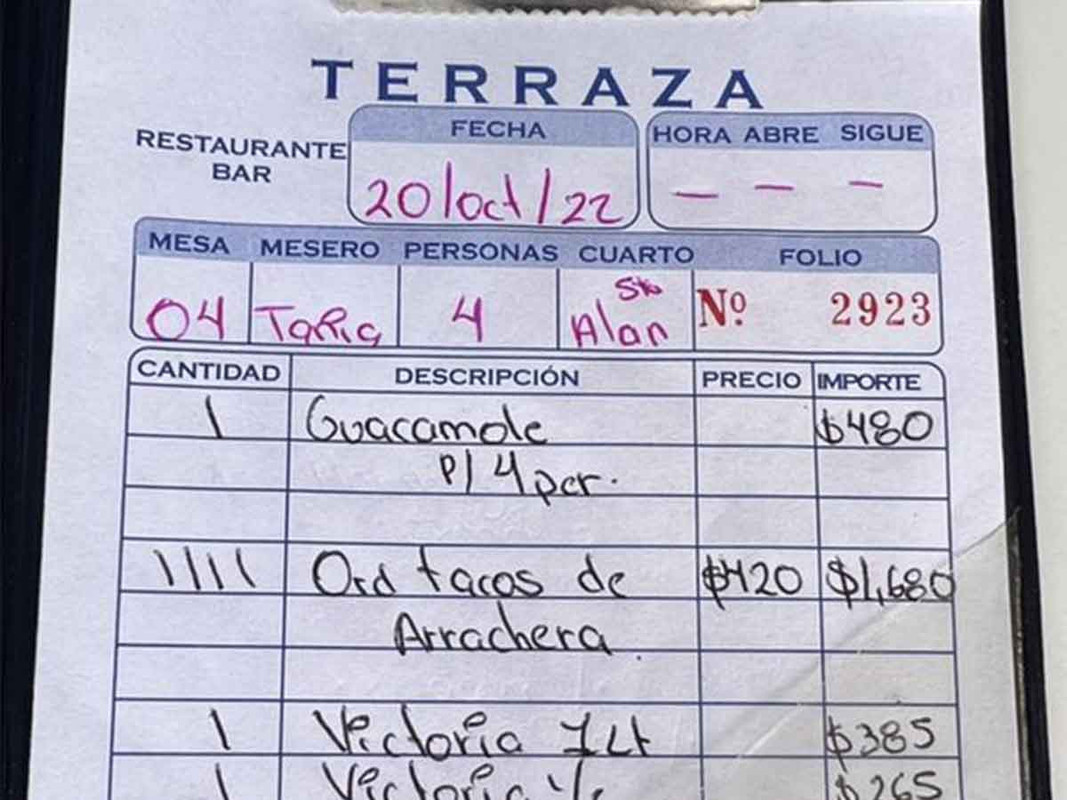 TERRAZA
RESTAURANTE
BAR
FECHA
20/oct/22
HORA ABRE SIGUE
— — —
MESA MESERO PERSONAS CUARTO FOLIO
04 4 Alan Nº 2923
CANTIDAD DESCRIPCIÓN PRECIO IMPORTE
1 Guacamole $480
P/ 4 per.
1111 Ord tacos de $420 $1,680
Arrachera.
1 Victoria 1Lt $385
1 Victoria $265